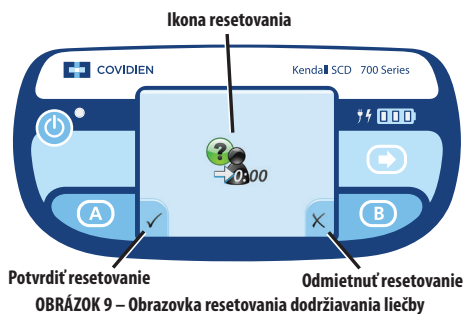 Ikona resetovania
COVIDIEN
Kendall SCD 700 Series
?
0:00
A
B
Potvrdiť resetovanie
Odmietnuť resetovanie
OBRÁZOK 9 – Obrazovka resetovania dodržiavania liečby